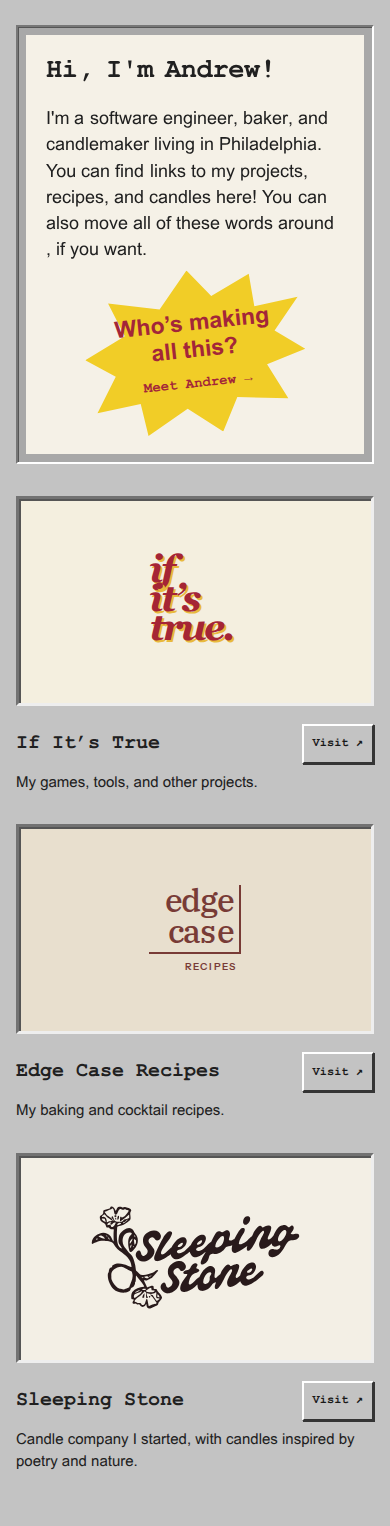 Hi, I'm Andrew!
I'm a software engineer, baker, and
candlemaker living in Philadelphia.
You can find links to my projects,
recipes, and candles here! You can
also move all of these words around
, if you want.
Who’s making
all this?
Meet Andrew →
if
it’s
true.
If It’s True
Visit ↗
My games, tools, and other projects.
edge
case
RECIPES
Edge Case Recipes
Visit ↗
My baking and cocktail recipes.
Sleeping
Stone
Sleeping Stone
Visit ↗
Candle company I started, with candles inspired by
poetry and nature.